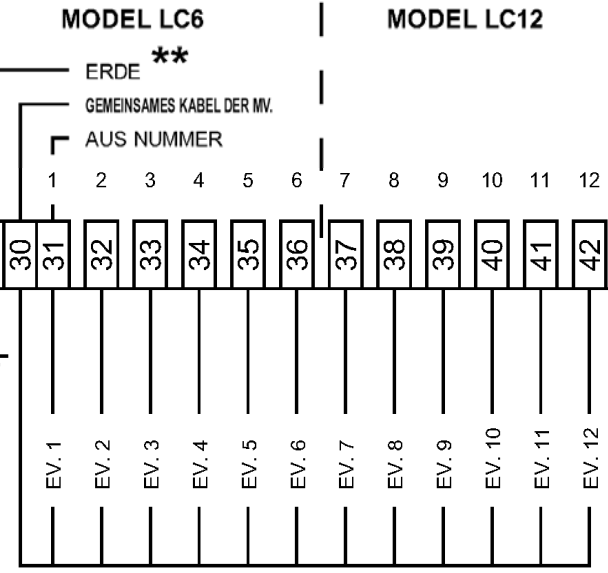 MODEL LC6 MODEL LC12
ERDE **
GEMEINSAMES KABEL DER MV.
AUS NUMMER
1 2 3 4 5 6 7 8 9 10 11 12
30 31 32 33 34 35 36 37 38 39 40 41 42
EV. 1 EV. 2 EV. 3 EV. 4 EV. 5 EV. 6 EV. 7 EV. 8 EV. 9 EV. 10 EV. 11 EV. 12